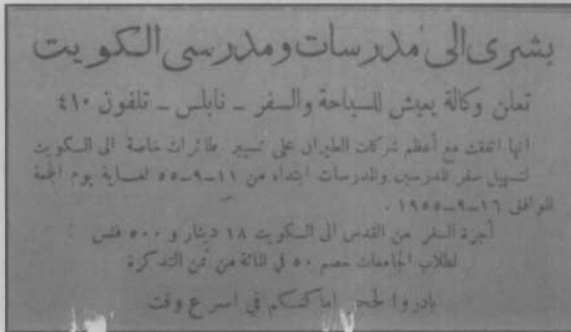 بشرى الى مدرسات ومدرسي الكويت
تعلن وكالة يعيش للسياحة والسفر - نابلس - تلفون ٤١٠
انها اتفقت مع أعظم شركات الطيران على تسيير طائرات خاصة الى الكويت
لتسهيل سفر المدرسين والمدرسات ابتداء من ١١-٩-٥٥ لغساية يوم الجمعة
الموافق ١٦-٩-١٩٥٥ .
أجرة السفر من القدس الى الكويت ١٨ دينار و ٥٠٠ فلس :
لطلاب الجامعات خصم ٥٠ في المائة من ثمن التذكرة
بادروا لحجز اماكنكم في اسرع وقت